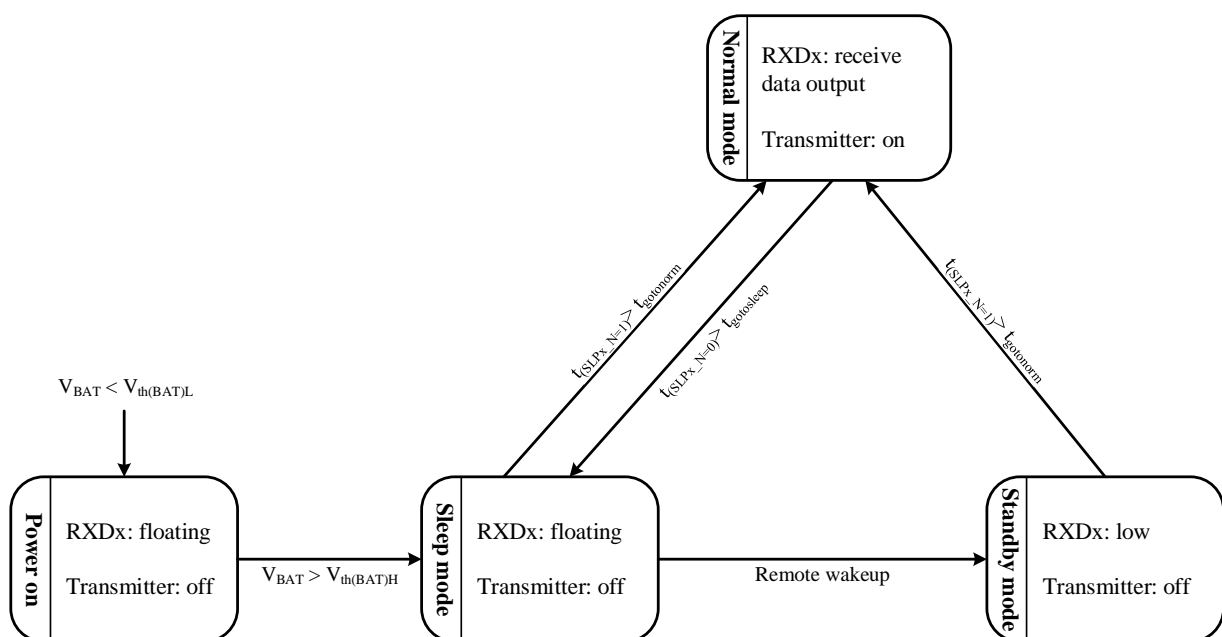 Normal mode
RXDx: receive
data output
Transmitter: on
t(SLPx_N=1)> tgotonorm
t(SLPx_N=0)> tgotosleep
t(SLPx_N=1)> tgotonorm
VBAT < Vth(BAT)L
Power on
RXDx: floating
Transmitter: off
VBAT > Vth(BAT)H
Sleep mode
RXDx: floating
Transmitter: off
Remote wakeup
Standby mode
RXDx: low
Transmitter: off